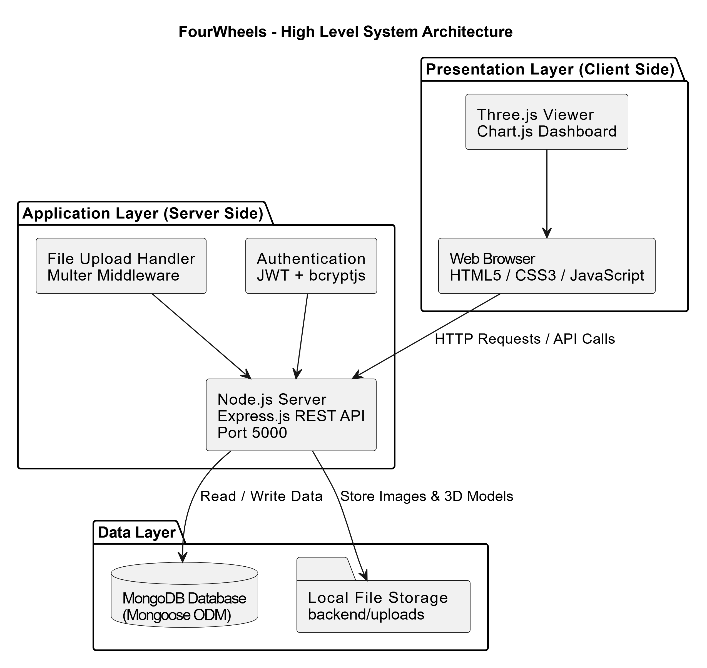 FourWheels - High Level System Architecture
Presentation Layer (Client Side)
Three.js Viewer
Chart.js Dashboard
Application Layer (Server Side)
File Upload Handler
Multer Middleware
Authentication
JWT + bcryptjs
Web Browser
HTML5 / CSS3 / JavaScript
HTTP Requests / API Calls
Node.js Server
Express.js REST API
Port 5000
Read / Write Data
Store Images & 3D Models
Data Layer
MongoDB Database
(Mongoose ODM)
Local File Storage
backend/uploads